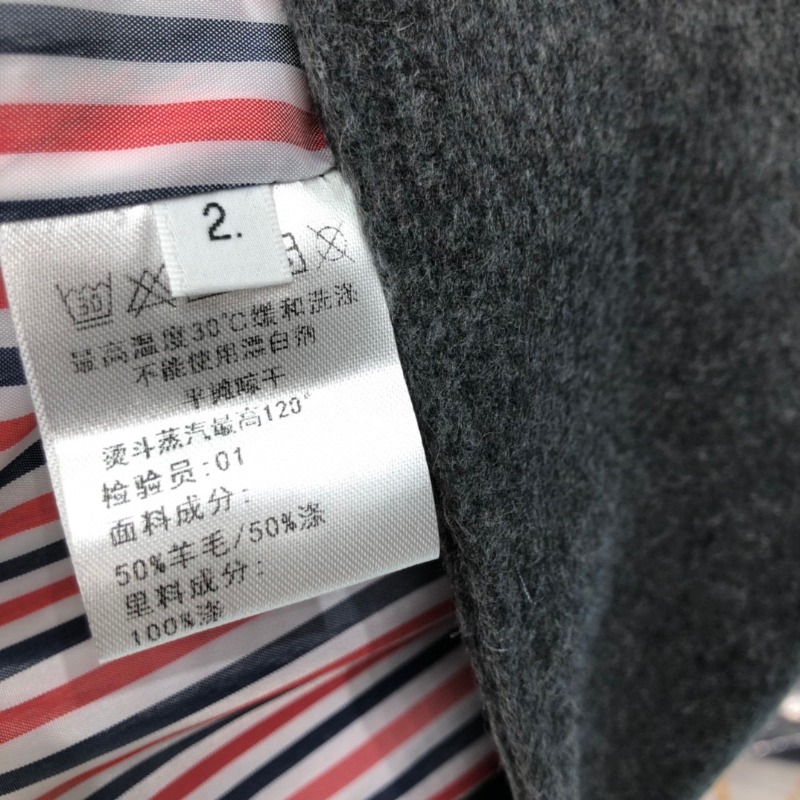 2.
30
最高温度30°C缓和洗涤
不能使用漂白剂
平摊晾干
烫斗蒸汽最高120°
检验员:01
面料成分:
50%羊毛/50%涤
里料成分:
100%涤